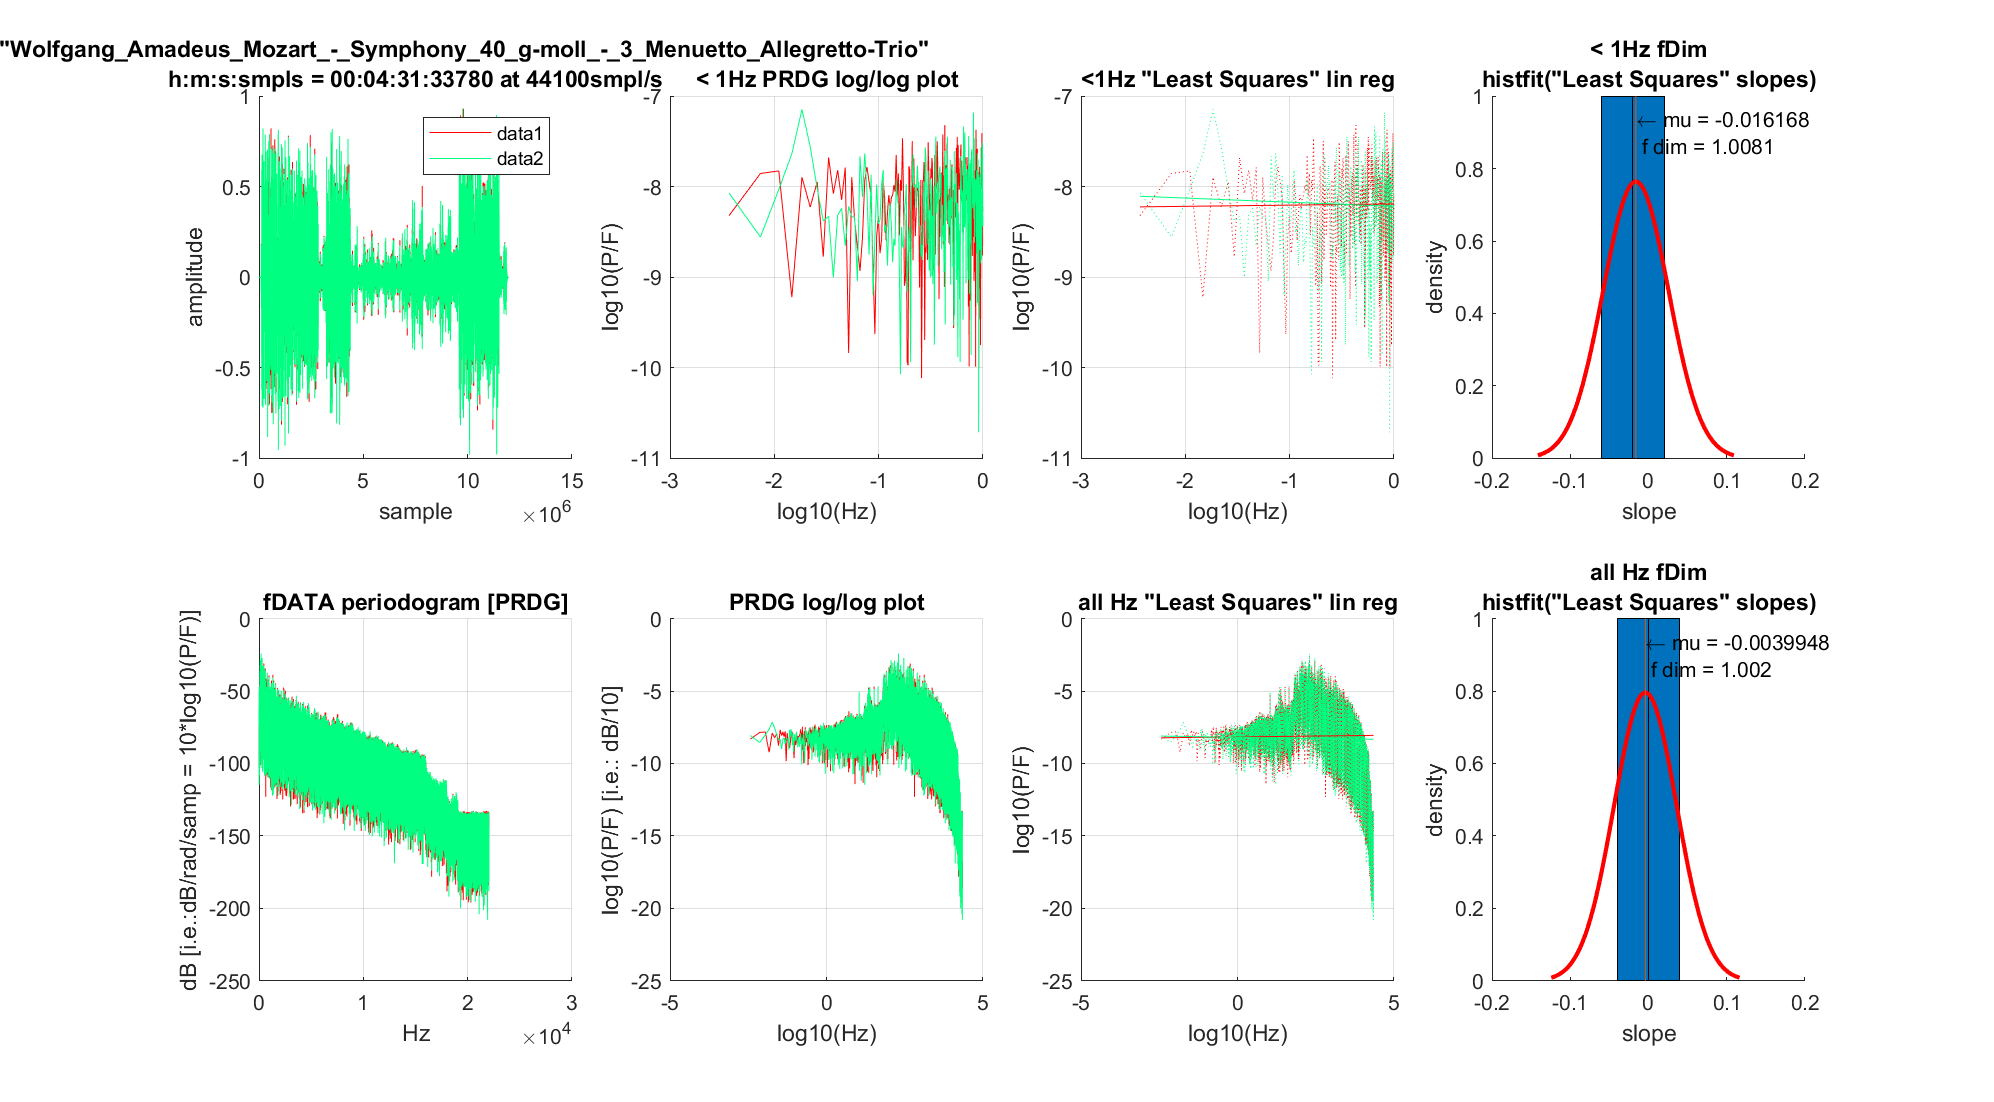 "Wolfgang_Amadeus_Mozart_-_Symphony_40_g-moll_-_3_Menuetto_Allegretto-Trio"
h:m:s:smpls = 00:04:31:33780 at 44100smpl/s
1
0.5
0
-0.5
-1
amplitude
data1
data2
0
5
10
15
sample
×10^6
< 1Hz PRDG log/log plot
-7
-8
-9
-10
-11
log10(P/F)
-3
-2
-1
0
log10(Hz)
<1Hz "Least Squares" lin reg
-7
-8
-9
-10
-11
log10(P/F)
-3
-2
-1
0
log10(Hz)
< 1Hz fDim
histfit("Least Squares" slopes)
← mu = -0.016168
f dim = 1.0081
1
0.8
0.6
0.4
0.2
0
density
-0.2
-0.1
0
0.1
0.2
slope
fDATA periodogram [PRDG]
0
-50
-100
-150
-200
-250
dB [i.e.:dB/rad/samp = 10*log10(P/F)]
0
1
2
3
Hz
×10^4
PRDG log/log plot
0
-5
-10
-15
-20
-25
log10(P/F) [i.e.: dB/10]
-5
0
5
log10(Hz)
all Hz "Least Squares" lin reg
0
-5
-10
-15
-20
-25
log10(P/F)
-5
0
5
log10(Hz)
all Hz fDim
histfit("Least Squares" slopes)
← mu = -0.0039948
f dim = 1.002
1
0.8
0.6
0.4
0.2
0
density
-0.2
-0.1
0
0.1
0.2
slope